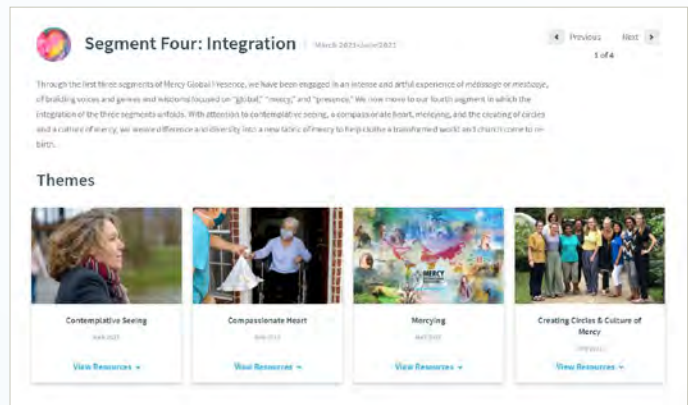 Segment Four: Integration
March 2021-June 2021
Previous Next
1 of 4
Through the first three segments of Mercy Global Presence, we have been engaged in an intense and artful experience of métissage or mestizaje,
of building voices and genres and wisdoms focused on "global," "mercy," and "presence." We now move to our fourth segment in which the
integration of the three segments unfolds. With attention to contemplative seeing, a compassionate heart, mercying, and the creating of circles
and a culture of mercy, we weave difference and diversity into a new fabric of mercy to help clothe a transformed world and church come to re-
birth.
Themes
MERCY
Contemplative Seeing
Compassionate Heart
Mercying
Creating Circles & Culture of
Mercy
View Resources
View Resources
View Resources
View Resources